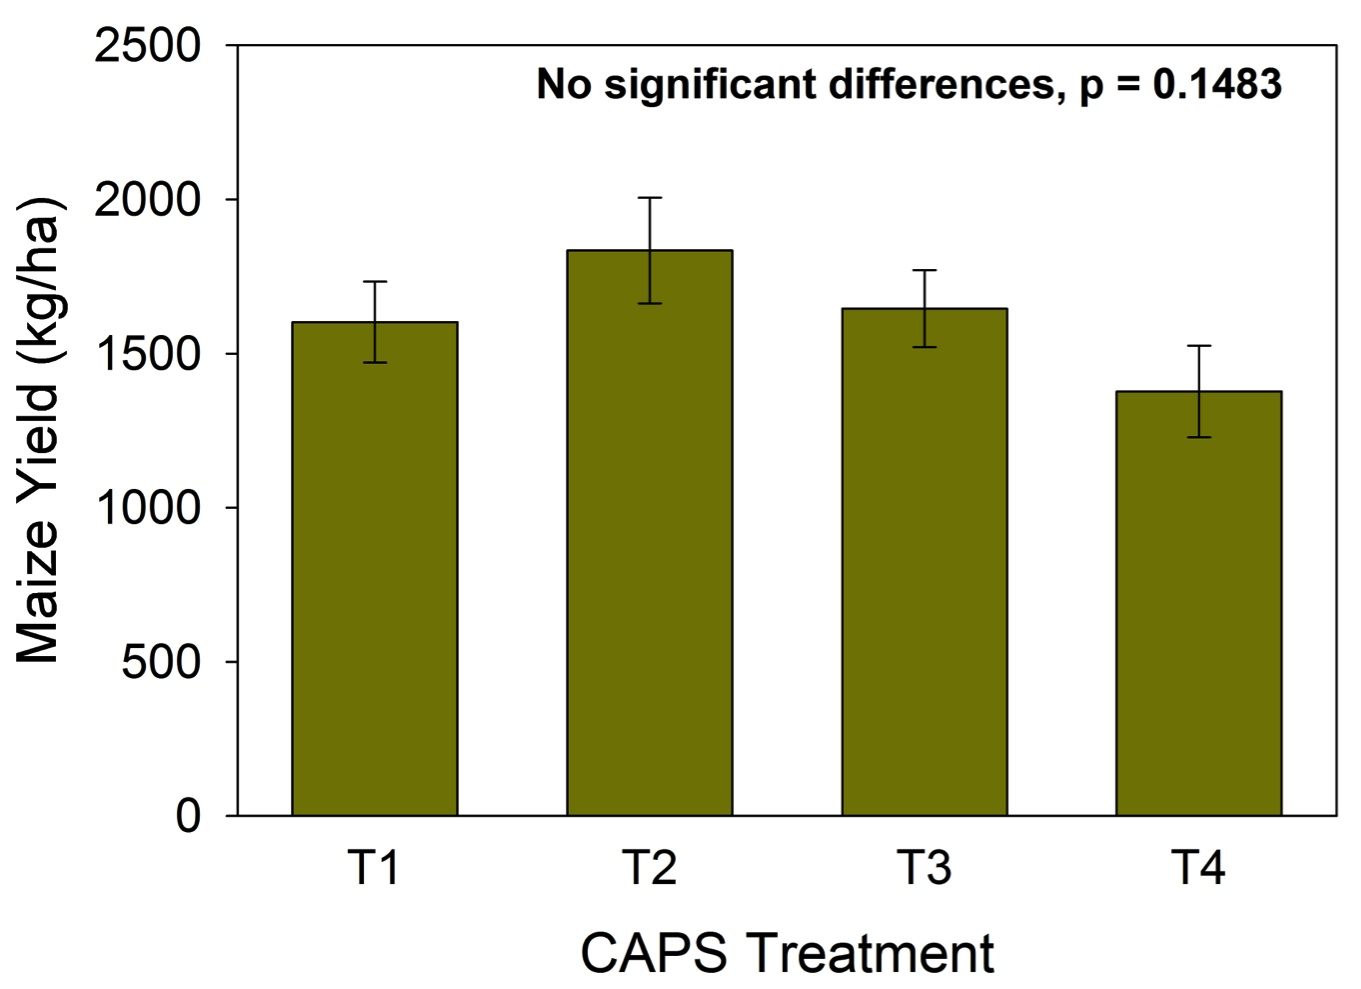 No significant differences, p = 0.1483
Maize Yield (kg/ha)
2500
2000
1500
1000
500
0
T1 T2 T3 T4
CAPS Treatment